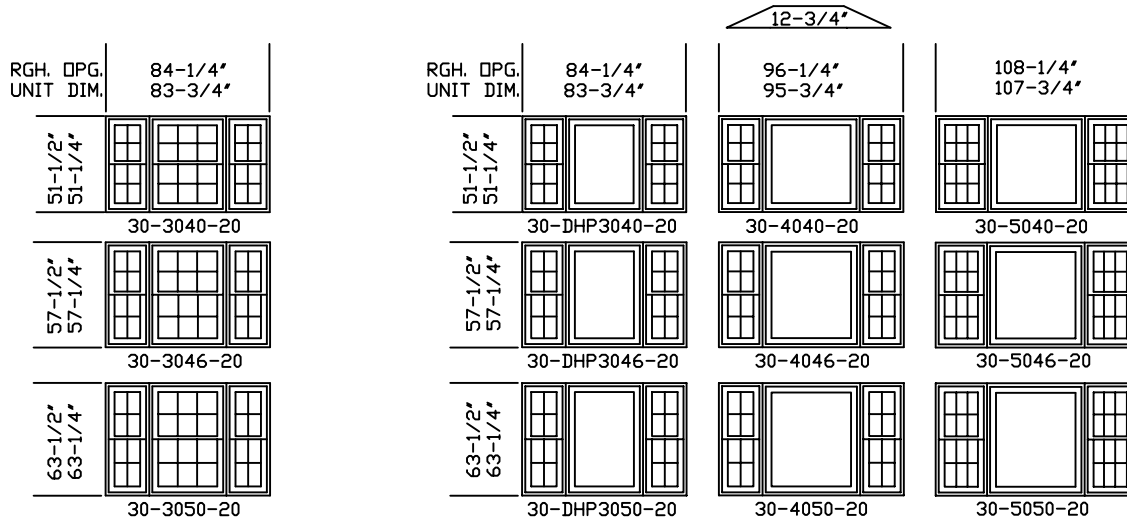 12-3/4"
RGH. OPG. 84-1/4" RGH. OPG. 84-1/4" 96-1/4" 108-1/4"
UNIT DIM. 83-3/4" UNIT DIM. 83-3/4" 95-3/4" 107-3/4"
51-1/2"
51-1/4"
51-1/2"
51-1/4"
30-3040-20 30-DHP3040-20 30-4040-20 30-5040-20
57-1/2"
57-1/4"
57-1/2"
57-1/4"
30-3046-20 30-DHP3046-20 30-4046-20 30-5046-20
63-1/2"
63-1/4"
63-1/2"
63-1/4"
30-3050-20 30-DHP3050-20 30-4050-20 30-5050-20